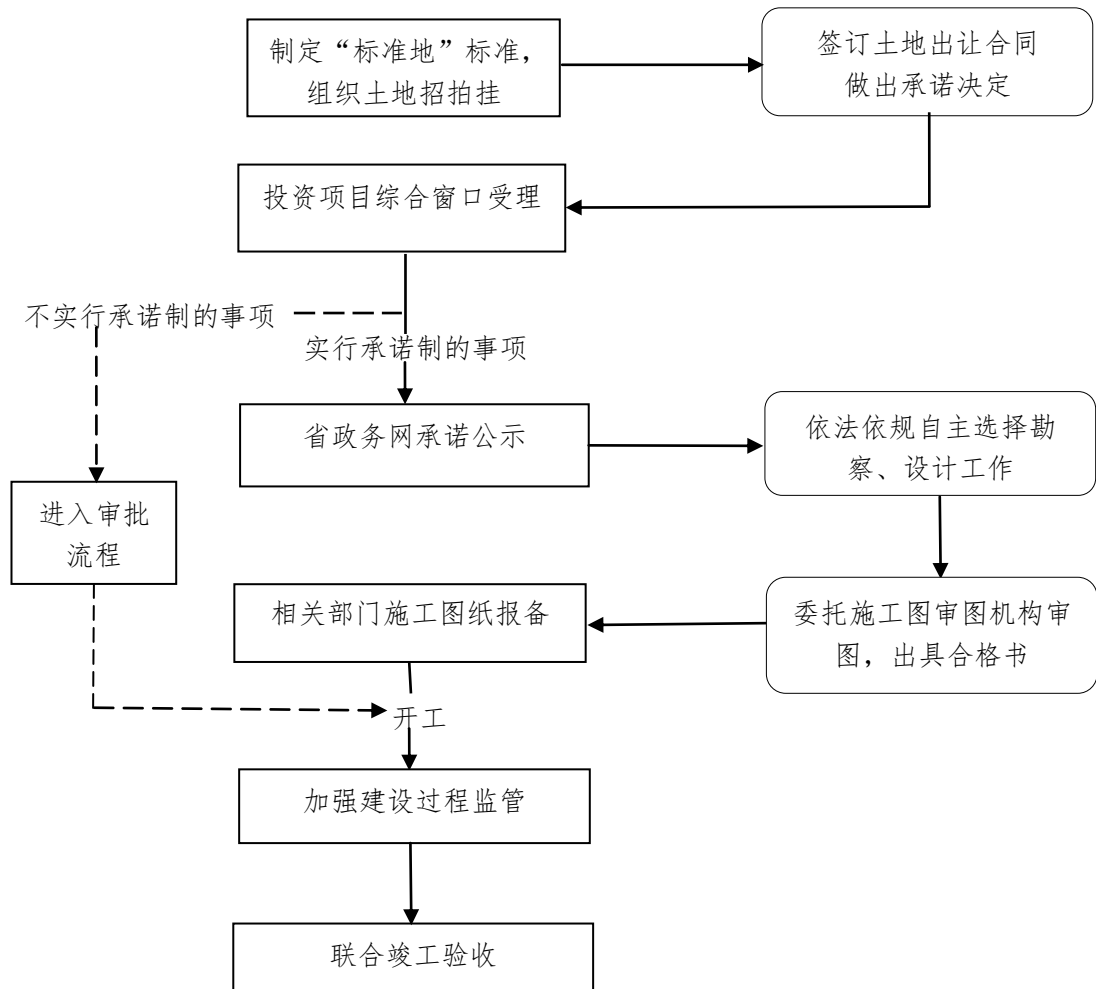 制定“标准地”标准，
组织土地招拍挂
签订土地出让合同
做出承诺决定
投资项目综合窗口受理
不实行承诺制的事项
实行承诺制的事项
省政务网承诺公示
依法依规自主选择勘
察、设计工作
进入审批
流程
相关部门施工图纸报备
委托施工图审图机构审
图，出具合格书
开工
加强建设过程监管
联合竣工验收